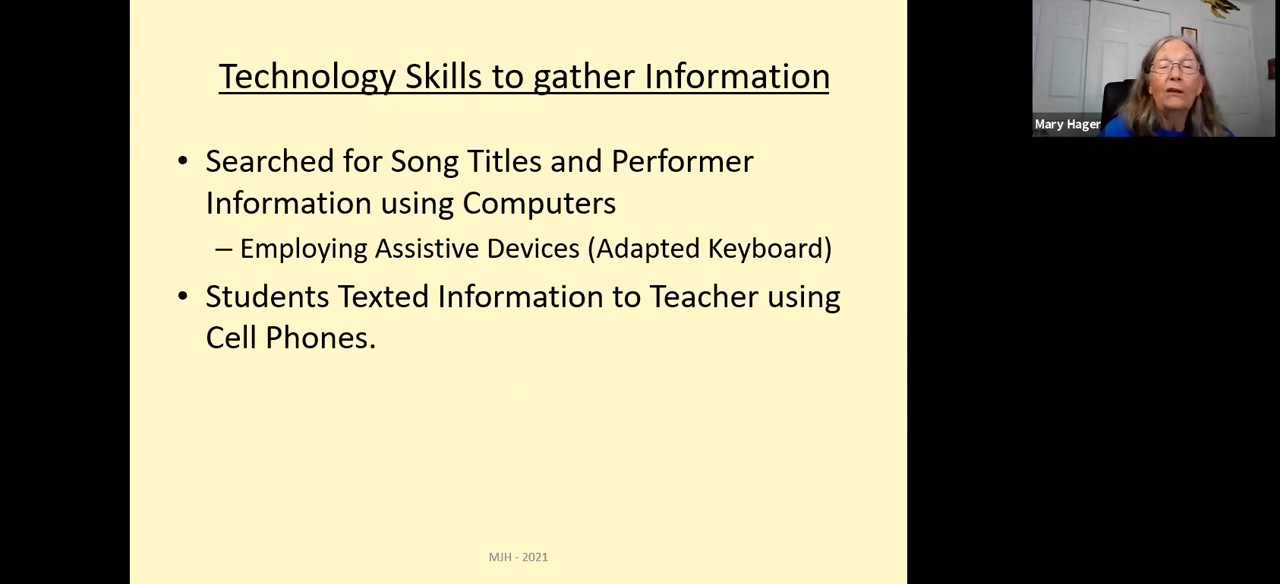 Technology Skills to gather Information
• Searched for Song Titles and Performer
Information using Computers
– Employing Assistive Devices (Adapted Keyboard)
• Students Texted Information to Teacher using
Cell Phones.
MJH - 2021
Mary Hager